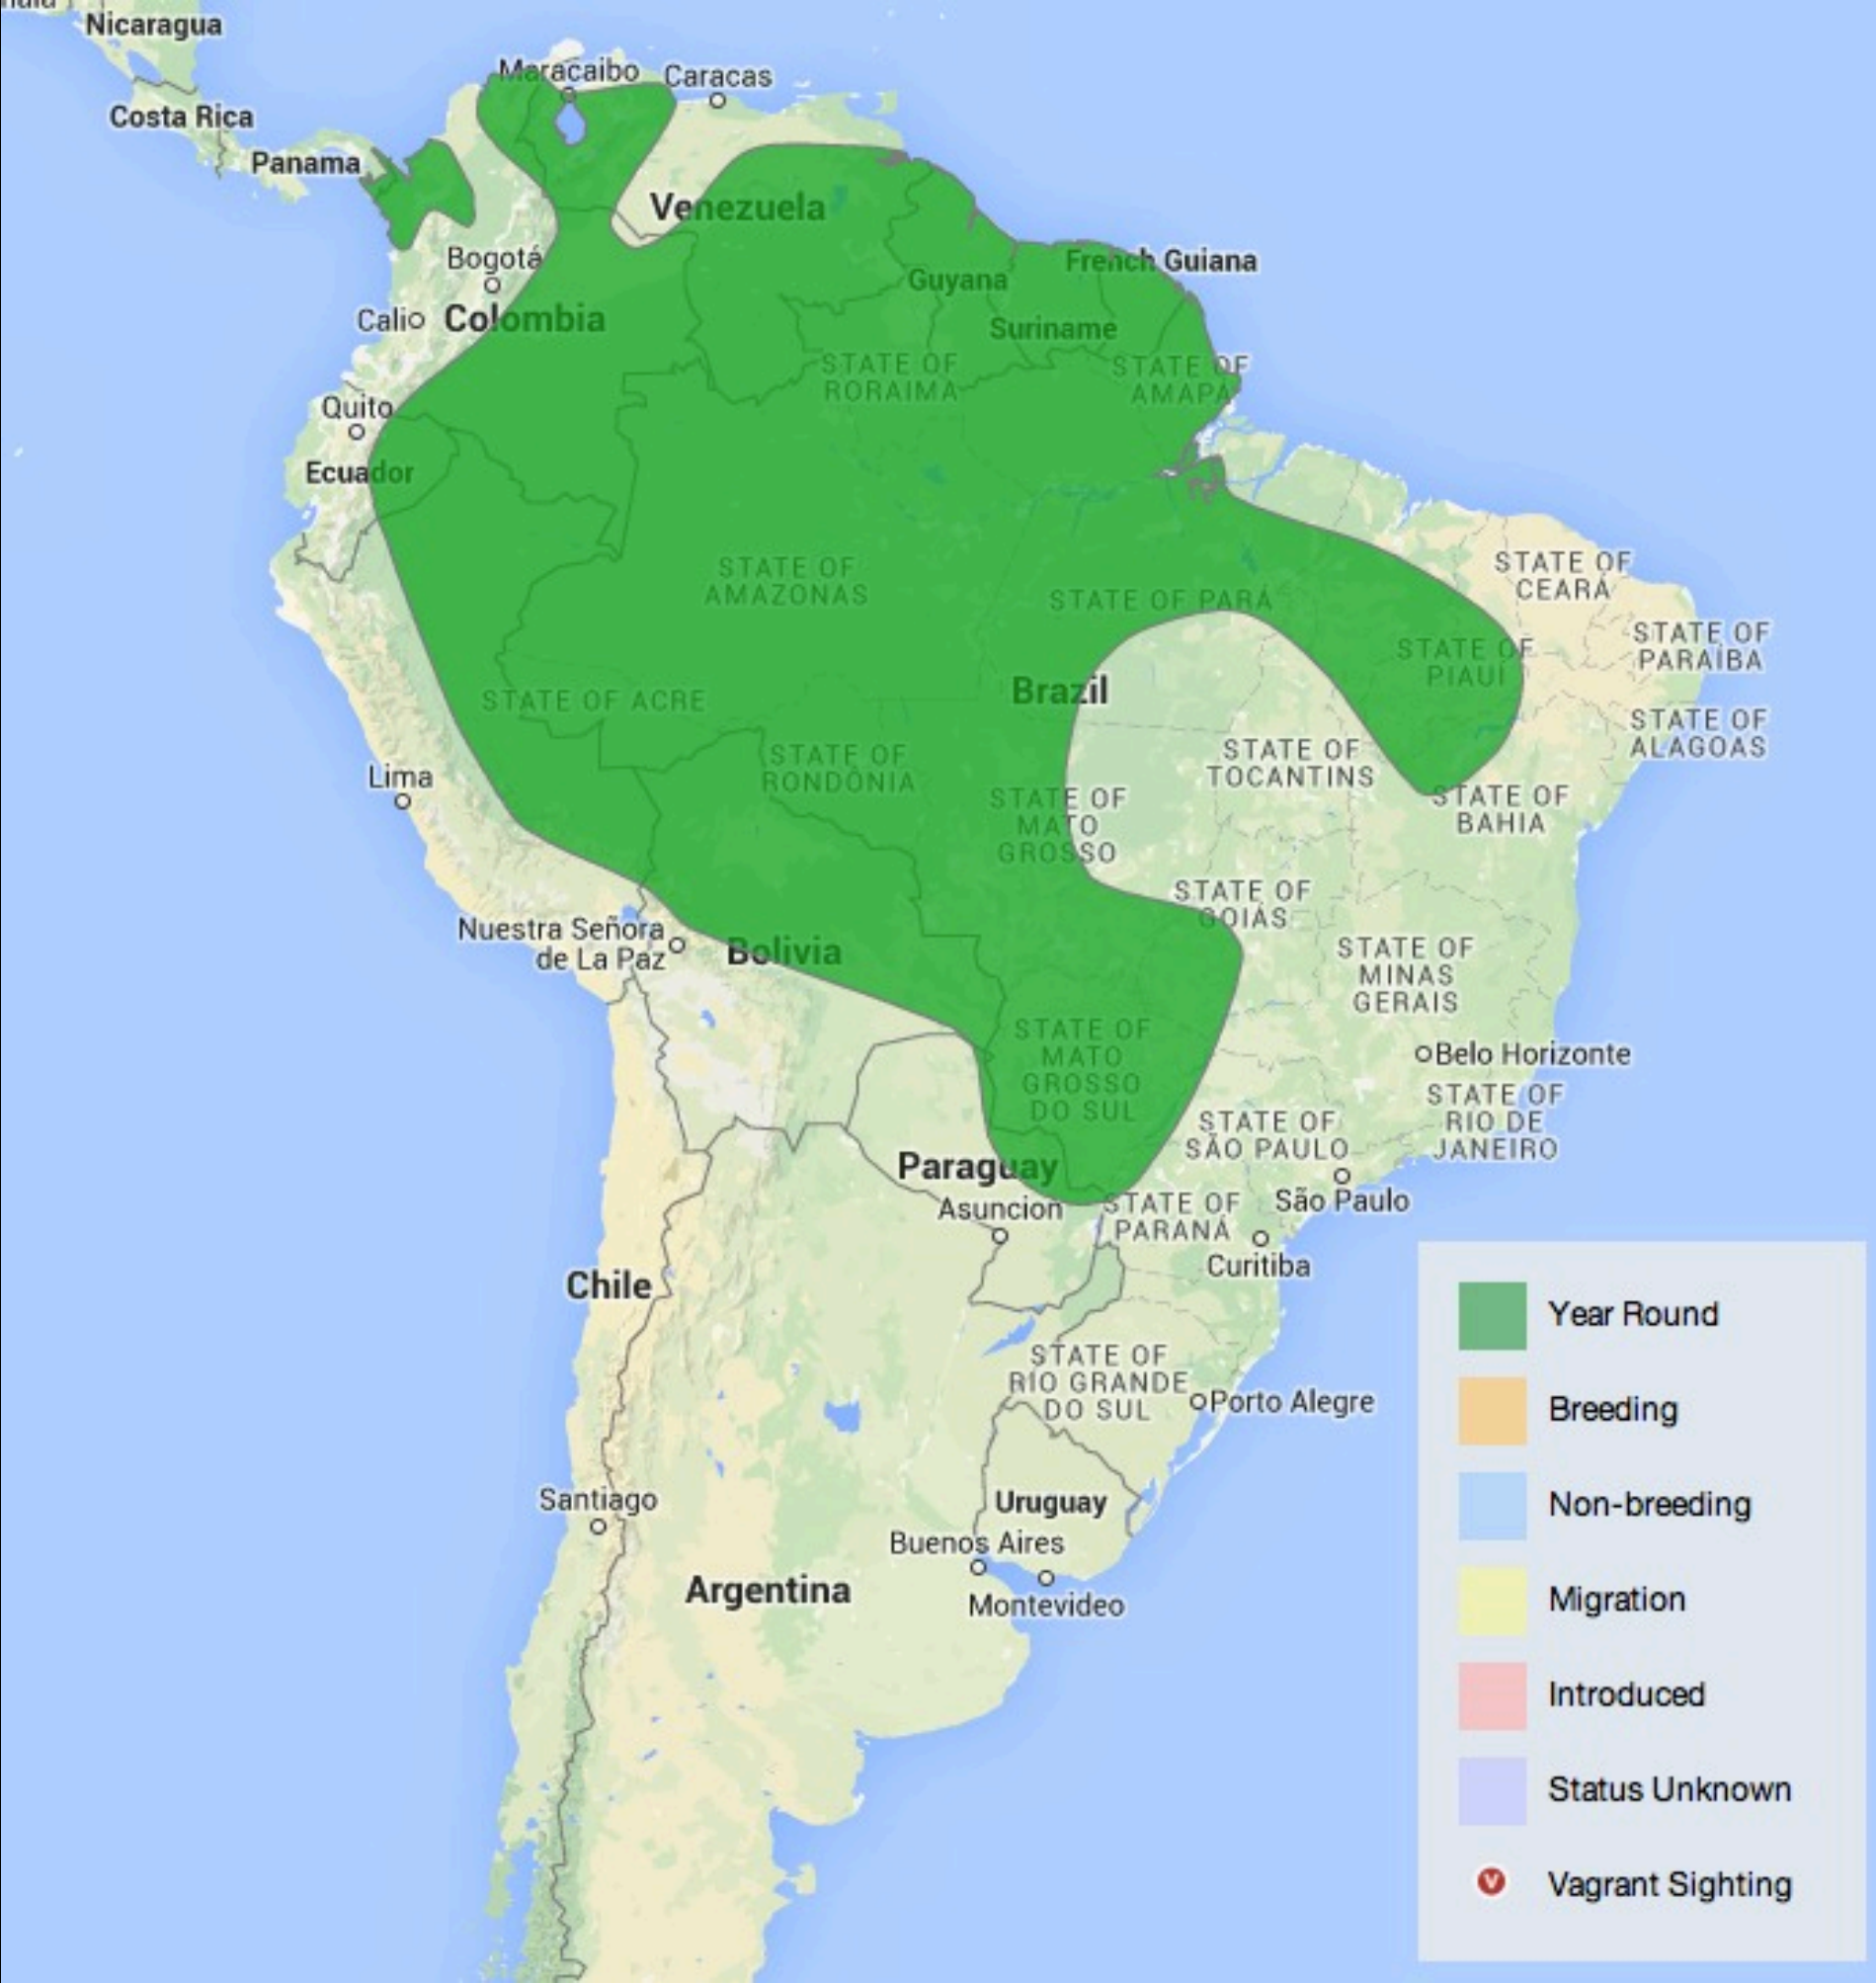 Nicaragua
Costa Rica
Panama
Maracaibo
Caracas
Venezuela
Bogotá
Cali
Colombia
Guyana
French Guiana
Suriname
STATE OF
RORAIMA
STATE OF
AMAPÁ
Quito
Ecuador
STATE OF
AMAZONAS
STATE OF PARÁ
STATE OF
CEARÁ
STATE OF
PARAÍBA
STATE OF
PIAUÍ
STATE OF ACRE
Brazil
STATE OF
ALAGOAS
Lima
STATE OF
RONDÔNIA
STATE OF
TOCANTINS
STATE OF
MATO
GROSSO
STATE OF
BAHIA
STATE OF
GOIÁS
Nuestra Señora
de La Paz
Bolivia
STATE OF
MINAS
GERAIS
STATE OF
MATO
GROSSO
DO SUL
Belo Horizonte
STATE OF
RIO DE
JANEIRO
STATE OF
SÃO PAULO
Paraguay
Asuncion
STATE OF
PARANÁ
São Paulo
Curitiba
Chile
STATE OF
RIO GRANDE
DO SUL
Porto Alegre
Santiago
Uruguay
Buenos Aires
Montevideo
Argentina
Year Round
Breeding
Non-breeding
Migration
Introduced
Status Unknown
V
Vagrant Sighting